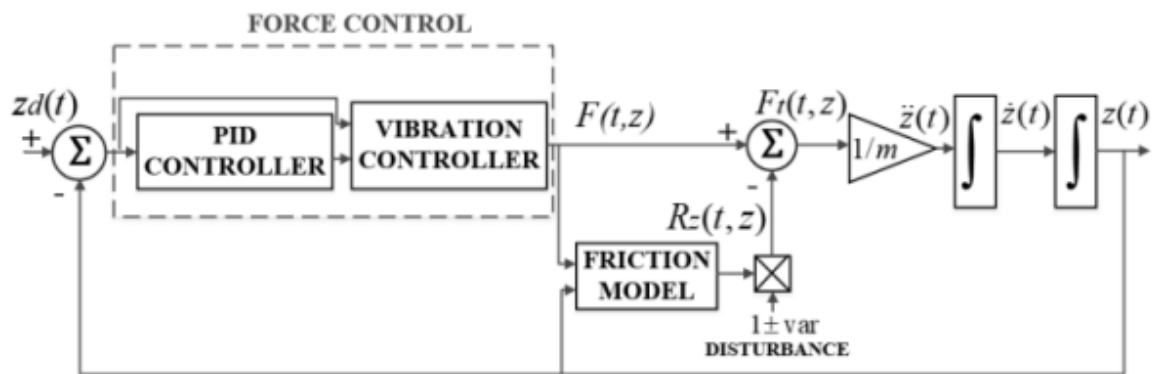 FORCE CONTROL
zd(t)
+
Σ
-
PID
CONTROLLER
VIBRATION
CONTROLLER
F(t,z)
+
Σ
-
Ft(t,z)
1/m
z̈(t)
∫
ż(t)
∫
z(t)
Rz(t,z)
FRICTION
MODEL
1±var
DISTURBANCE